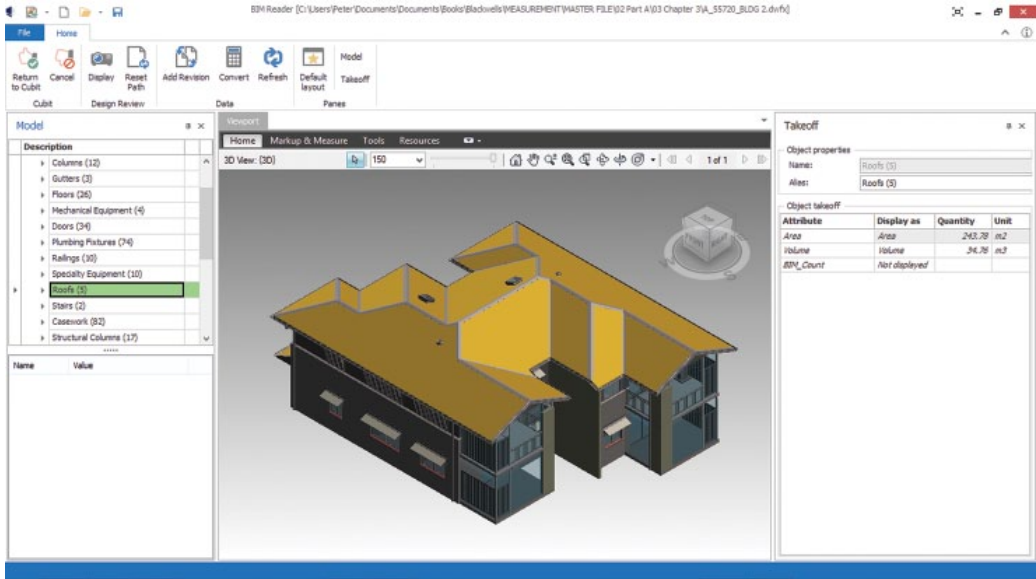 BIM Reader [C:\Users\Peter\Documents\Documents\Books\Blackwells\MEASUREMENT\MASTER FILE\02 Part A\03 Chapter 3\A_55720_BLDG 2.dwfx]
File Home
Return to Cubit Cancel Display Reset Path Add Revision Convert Refresh Default layout Model
Takeoff
Cubit Design Review Data Panes
Model
Description
Columns (12)
Gutters (3)
Floors (26)
Mechanical Equipment (4)
Doors (34)
Plumbing Fixtures (74)
Railings (10)
Specialty Equipment (10)
Roofs (5)
Stairs (2)
Casework (82)
Structural Columns (17)
Name Value
Viewport
Home Markup & Measure Tools Resources
3D View: {3D} 150 1 of 1
TOP
Takeoff
Object properties
Name: Roofs (5)
Alias: Roofs (5)
Object takeoff
Attribute Display as Quantity Unit
Area Area 243.78 m2
Volume Volume 34.76 m3
BIM_Count Not displayed